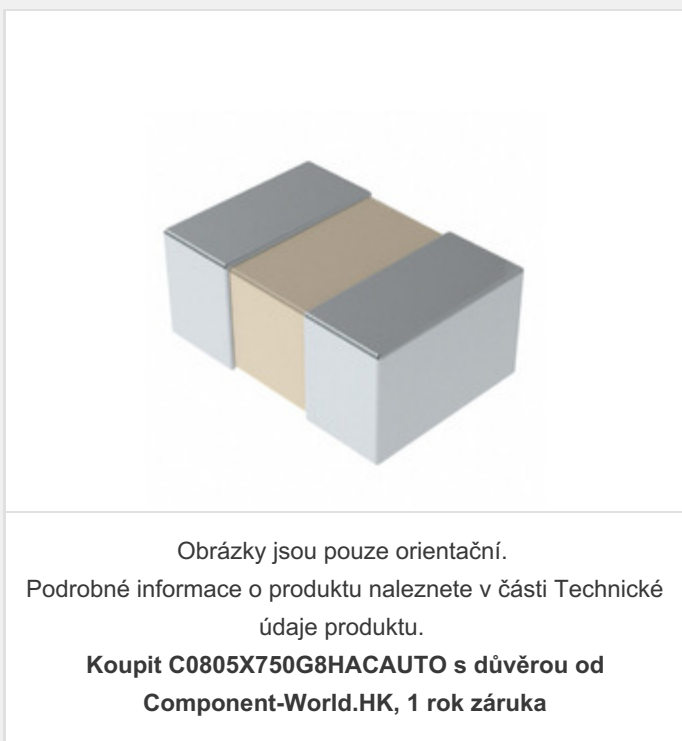 Obrázky jsou pouze orientační.
Podrobné informace o produktu naleznete v části Technické
údaje produktu.
Koupit C0805X750G8HACAUTO s důvěrou od
Component-World.HK, 1 rok záruka